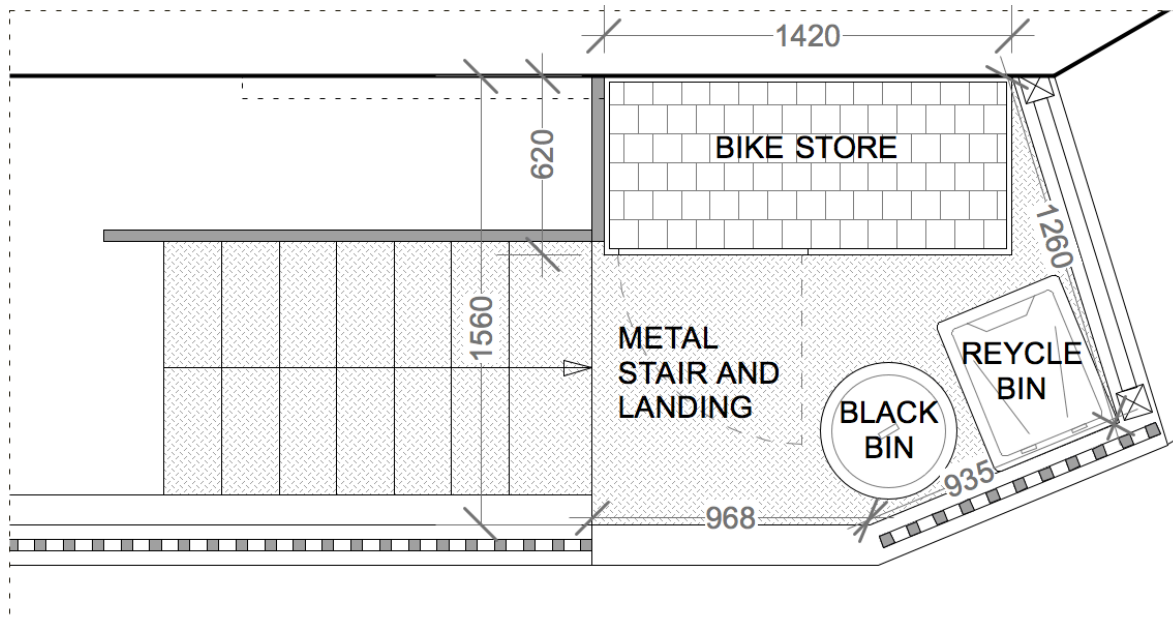 1420
BIKE STORE
620
1260
1560
METAL
STAIR AND
LANDING
REYCLE
BIN
BLACK
BIN
935
968